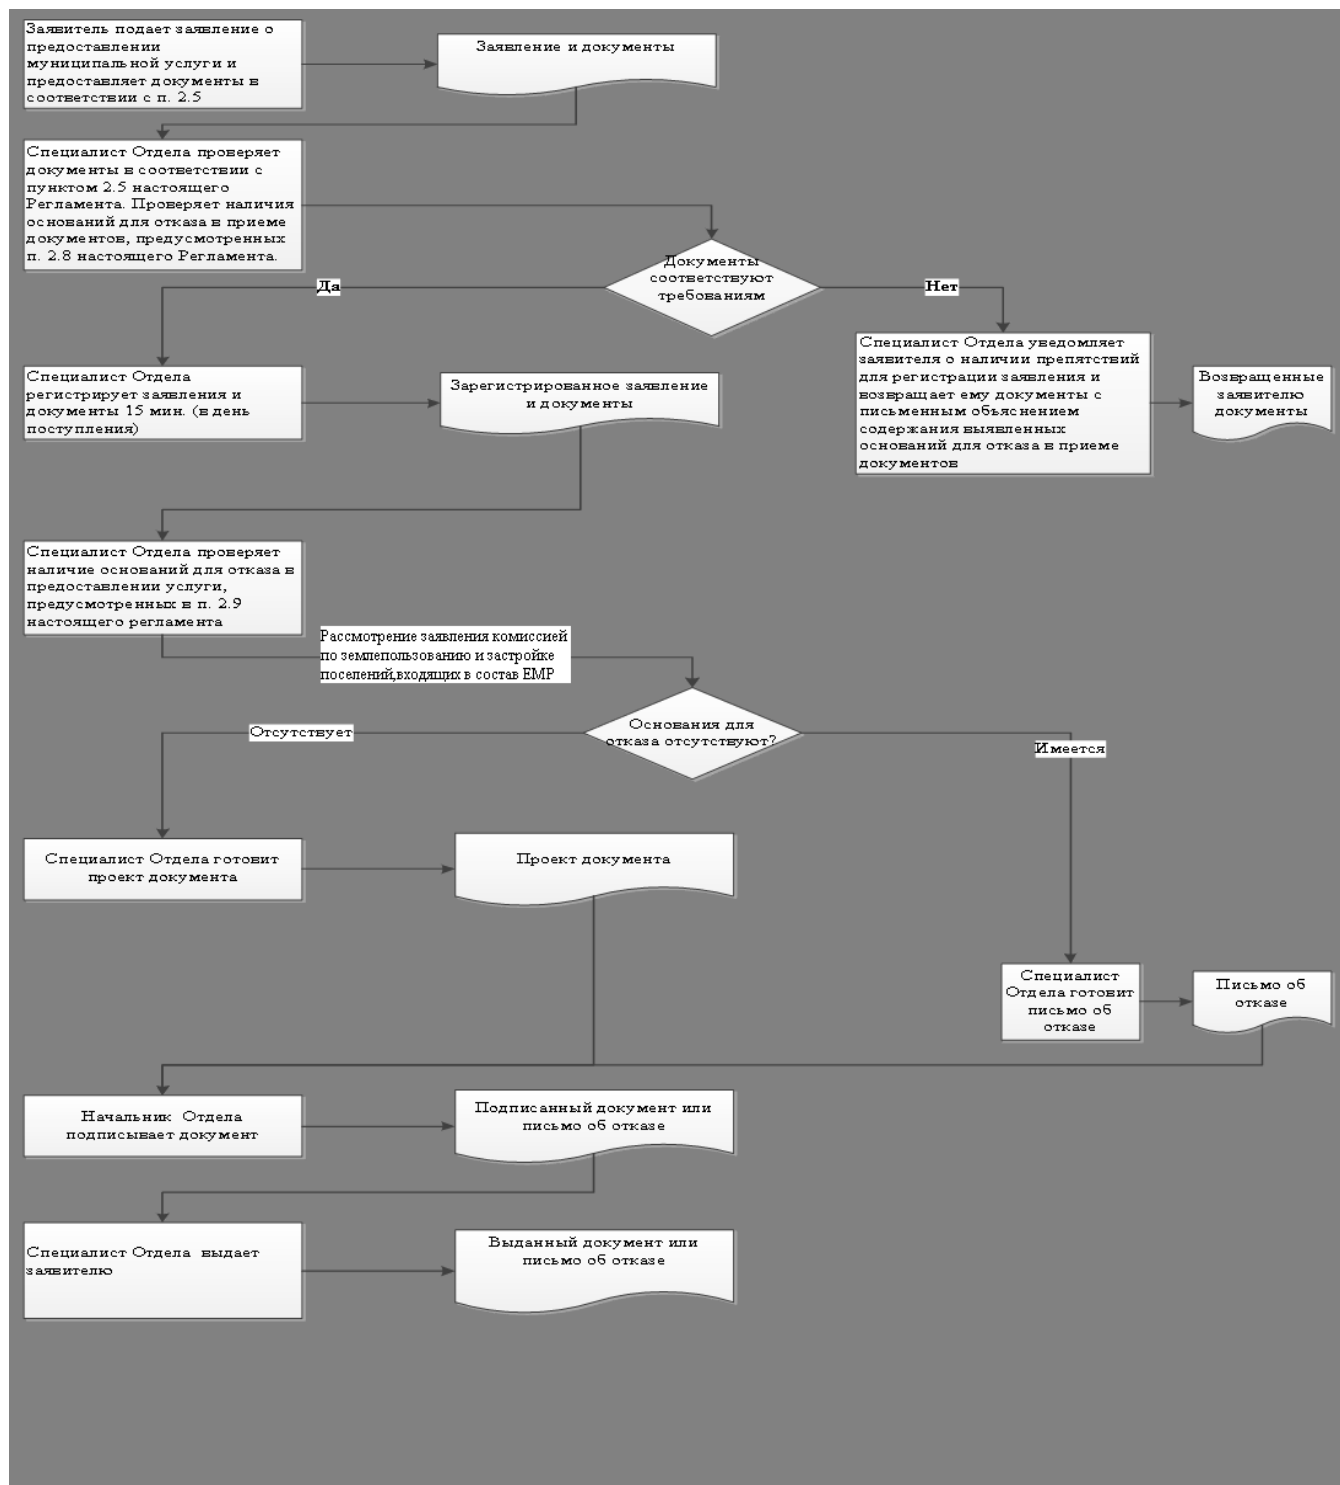 Заявитель подает заявление о
предоставлении
муниципальной услуги и
предоставляет документы в
соответствии с п. 2.5
Заявление и документы
Специалист Отдела проверяет
документы в соответствии с
пунктом 2.5 настоящего
Регламента. Проверяет наличия
оснований для отказа в приеме
документов, предусмотренных
п. 2.8 настоящего Регламента.
Документы
соответствуют
требованиям
Да
Нет
Специалист Отдела уведомляет
заявителя о наличии препятствий
для регистрации заявления и
возвращает ему документы с
письменным объяснением
содержания выявленных
оснований для отказа в приеме
документов
Возвращенные
заявителю
документы
Специалист Отдела
регистрирует заявления и
документы 15 мин. (в день
поступления)
Зарегистрированное заявление
и документы
Специалист Отдела проверяет
наличие оснований для отказа в
предоставлении услуги,
предусмотренных в п. 2.9
настоящего регламента
Рассмотрение заявления комиссией
по землепользованию и застройке
поселений,входящих в состав ЕМР
Основания для
отказа отсутствуют?
Отсутствует
Имеется
Специалист Отдела готовит
проект документа
Проект документа
Специалист
Отдела готовит
письмо об
отказе
Письмо об
отказе
Начальник  Отдела
подписывает документ
Подписанный документ или
письмо об отказе
Специалист Отдела  выдает
заявителю
Выданный документ или
письмо об отказе